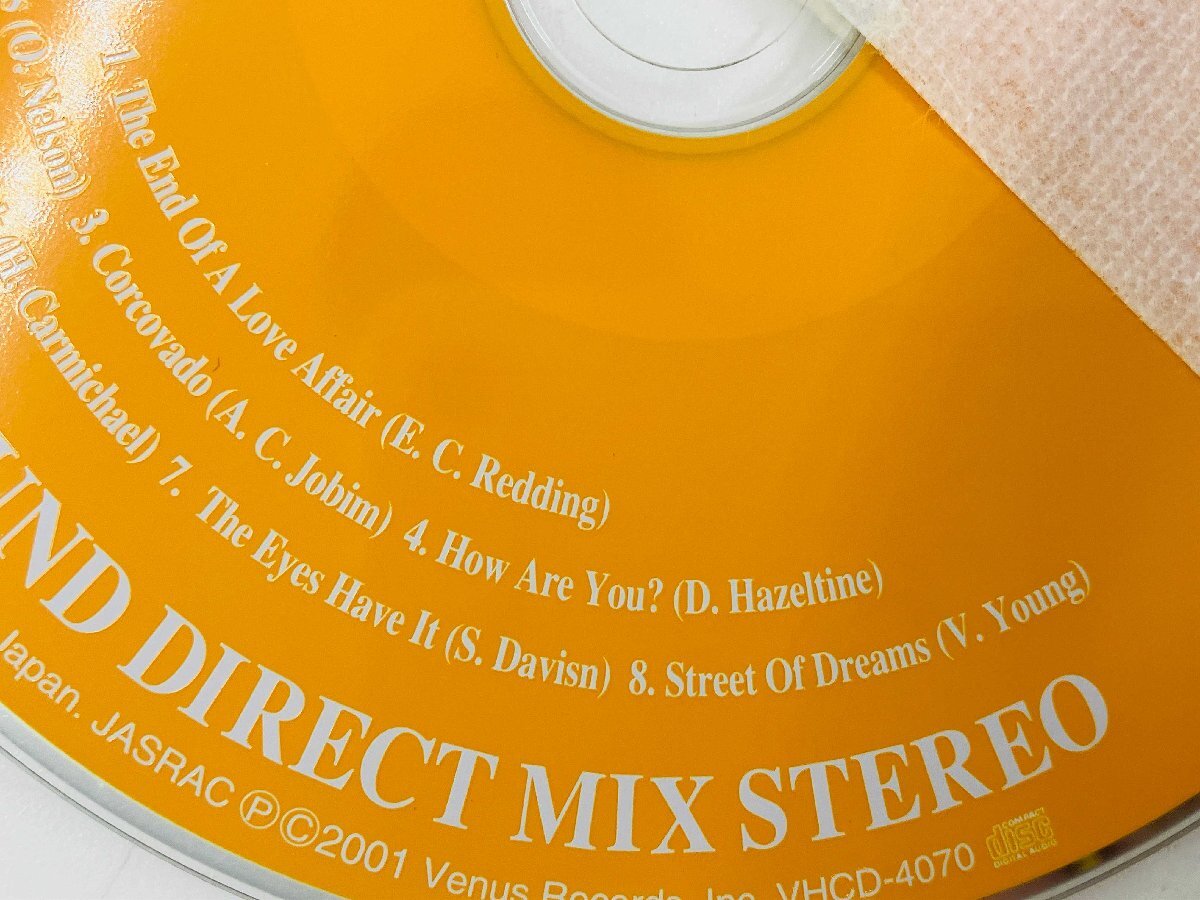 1. The End Of A Love Affair (E. C. Redding)
(O. Nelson) 3. Corcovado (A. C. Jobim) 4. How Are You? (D. Hazeltine)
(H. Carmichael) 7. The Eyes Have It (S. Davisn) 8. Street Of Dreams (V. Young)
DIRECT MIX STEREO
Japan. JASRAC ℗©2001 Venus Records, Inc. VHCD-4070
COMPACT
disc
DIGITAL AUDIO